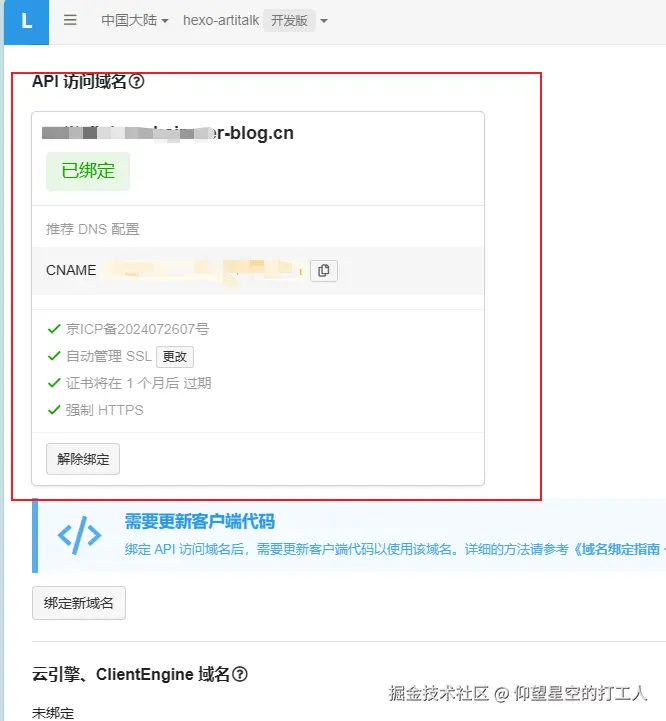 L
中国大陆 hexo-artitalk 开发版
API 访问域名
r-blog.cn
已绑定
推荐 DNS 配置
CNAME
京ICP备2024072607号
自动管理 SSL 更改
证书将在 1 个月后 过期
强制 HTTPS
解除绑定
需要更新客户端代码
绑定 API 访问域名后，需要更新客户端代码以使用该域名。详细的方法请参考《域名绑定指南
绑定新域名
云引擎、ClientEngine 域名
掘金技术社区 @ 仰望星空的打工人
未绑定